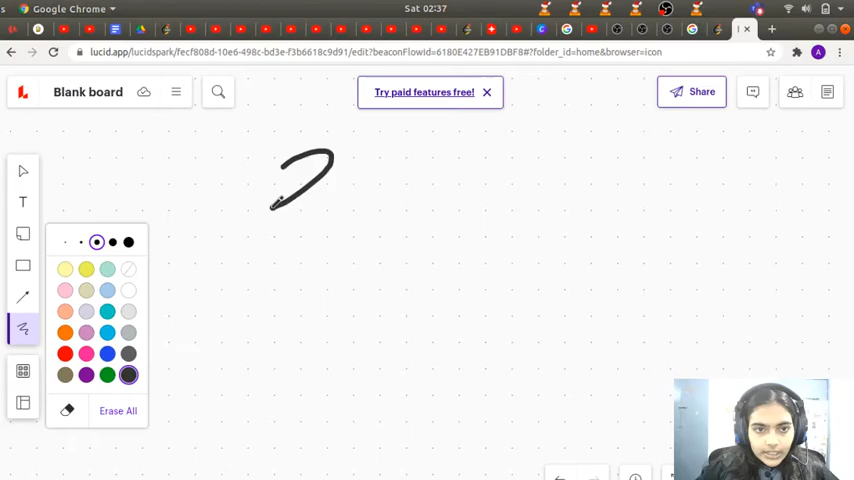 Google Chrome
Sat 02:37
lucid.app/lucidspark/fecf808d-10e6-498c-bd3e-f3b6618c9d91/edit?beaconFlowId=6180E427EB91DBF8#?folder_id=home&browser=icon
A
Blank board
Try paid features free!
Share
T
Erase All